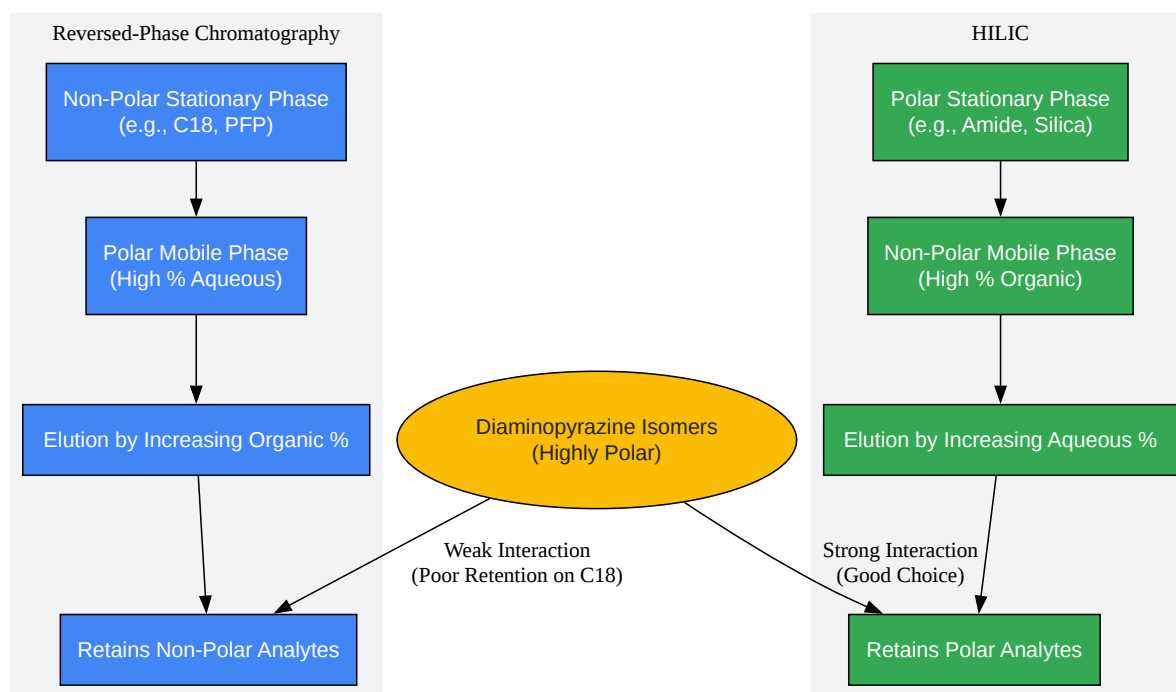 Reversed-Phase Chromatography
Non-Polar Stationary Phase
(e.g., C18, PFP)
Polar Mobile Phase
(High % Aqueous)
Elution by Increasing Organic %
Retains Non-Polar Analytes
Diaminopyrazine Isomers
(Highly Polar)
Weak Interaction
(Poor Retention on C18)
Strong Interaction
(Good Choice)
HILIC
Polar Stationary Phase
(e.g., Amide, Silica)
Non-Polar Mobile Phase
(High % Organic)
Elution by Increasing Aqueous %
Retains Polar Analytes